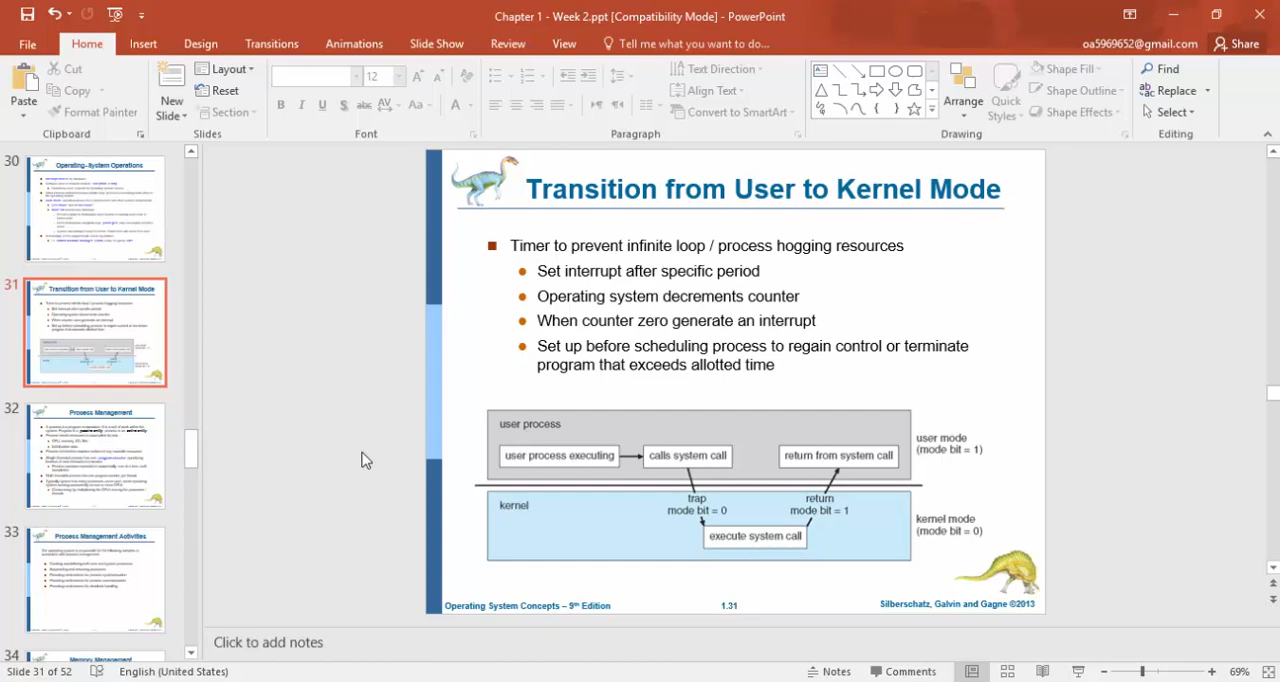 Chapter 1 - Week 2.ppt [Compatibility Mode] - PowerPoint
File Home Insert Design Transitions Animations Slide Show Review View Tell me what you want to do... oa5969652@gmail.com Share
Paste
Cut
Copy
Format Painter
Clipboard
New
Slide
Layout
Reset
Section
Slides
12
B I U S abc AV Aa A
Font
Text Direction
Align Text
Convert to SmartArt
Paragraph
Arrange
Quick
Styles
Shape Fill
Shape Outline
Shape Effects
Drawing
Find
Replace
Select
Editing
30
Operating-System Operations
31
Transition from User to Kernel Mode
32
Process Management
33
Process Management Activities
34
Memory Management
Transition from User to Kernel Mode
Timer to prevent infinite loop / process hogging resources
Set interrupt after specific period
Operating system decrements counter
When counter zero generate an interrupt
Set up before scheduling process to regain control or terminate
program that exceeds allotted time
user process
user process executing
calls system call
return from system call
user mode
(mode bit = 1)
kernel
trap
mode bit = 0
return
mode bit = 1
execute system call
kernel mode
(mode bit = 0)
Operating System Concepts – 9th Edition
1.31
Silberschatz, Galvin and Gagne ©2013
Click to add notes
Slide 31 of 52 English (United States) Notes Comments 69%